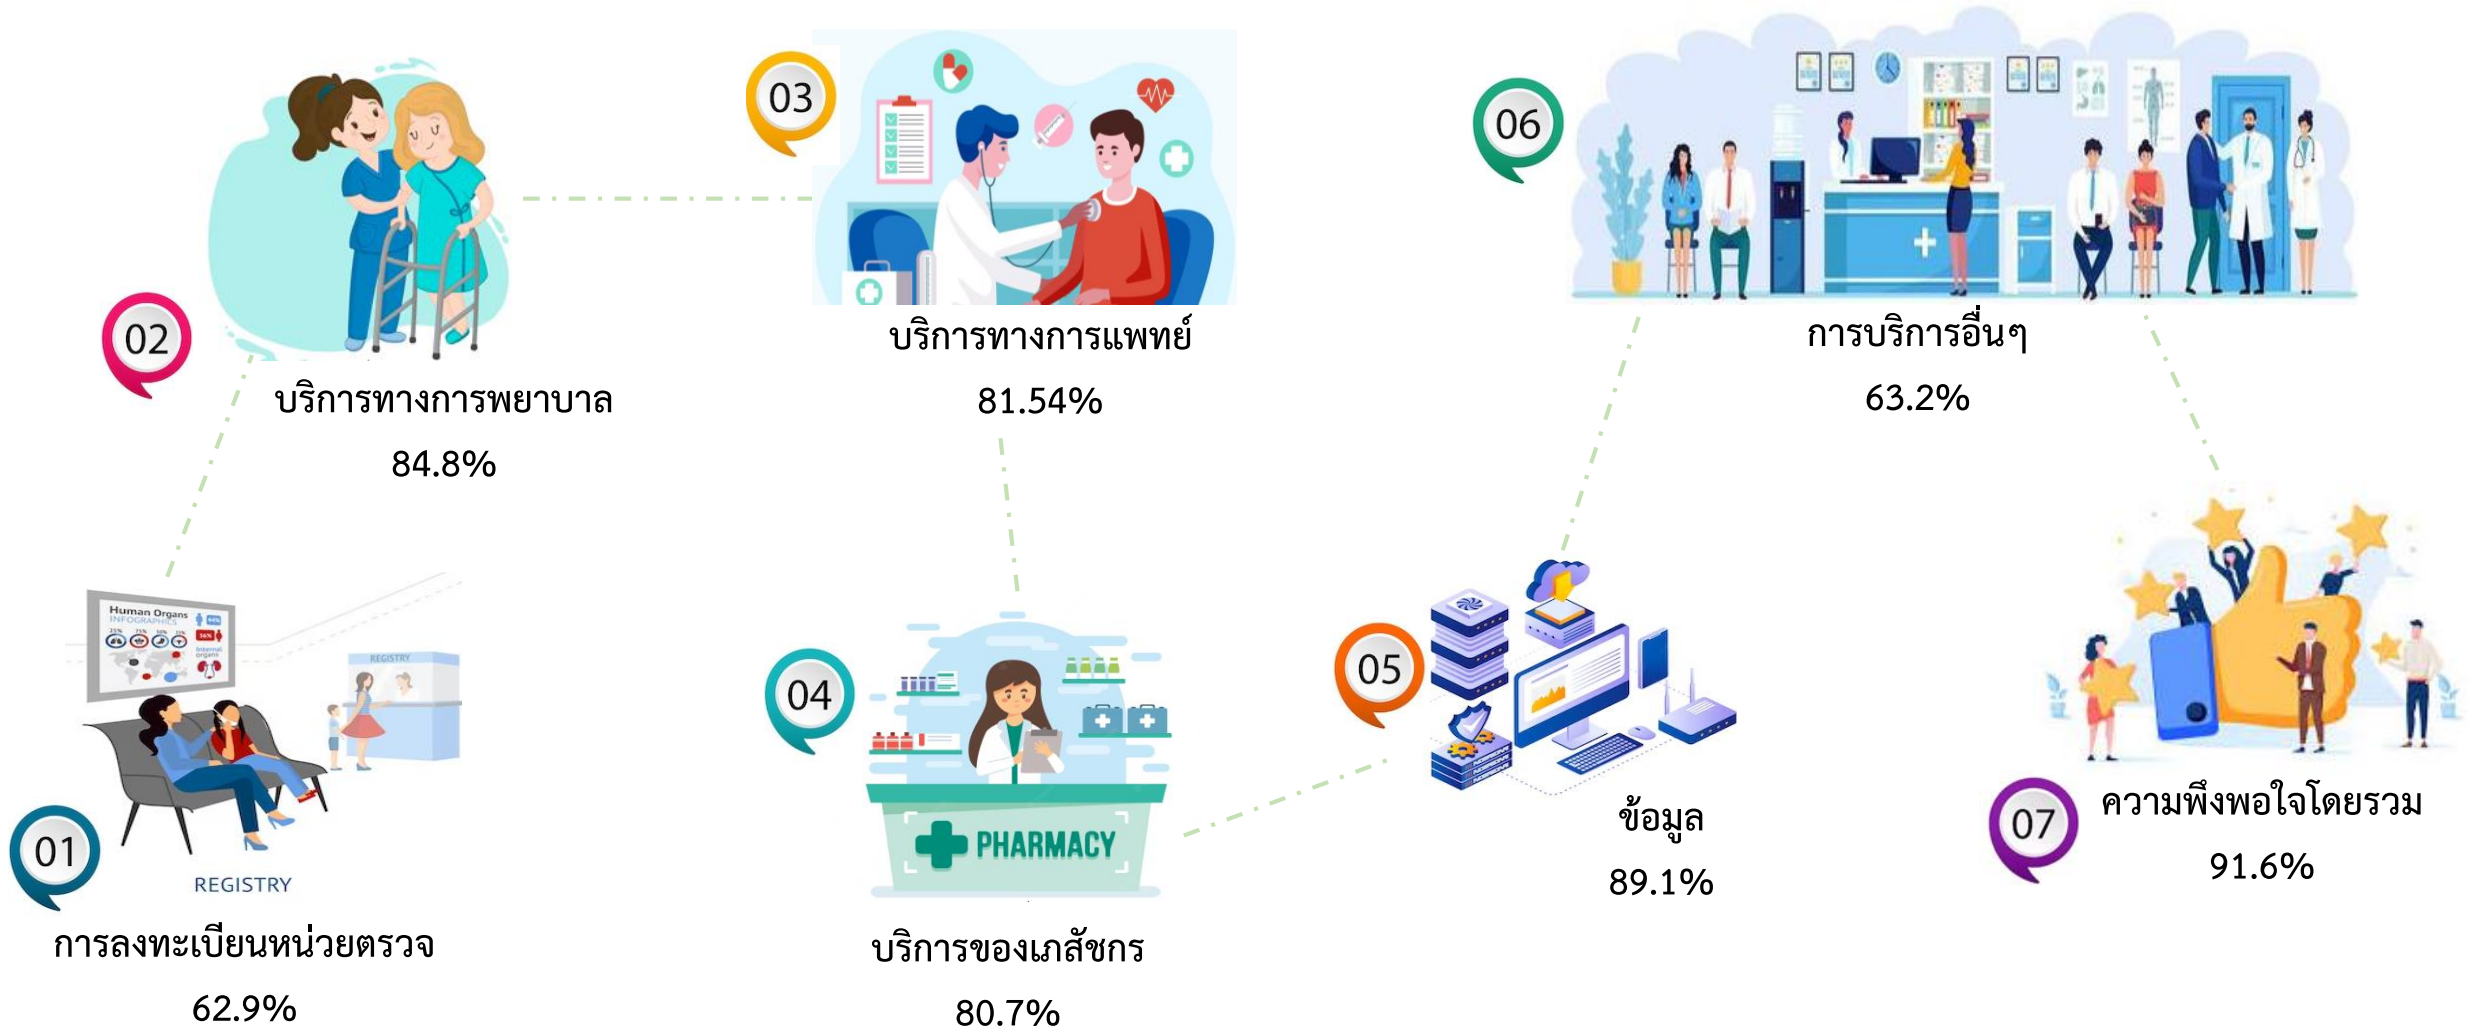 01
Human Organs
INFOGRAPHICS
REGISTRY
REGISTRY
การลงทะเบียนหน่วยตรวจ
62.9%
02
บริการทางการพยาบาล
84.8%
03
บริการทางการแพทย์
81.54%
04
PHARMACY
บริการของเภสัชกร
80.7%
05
ข้อมูล
89.1%
06
การบริการอื่นๆ
63.2%
07
ความพึงพอใจโดยรวม
91.6%